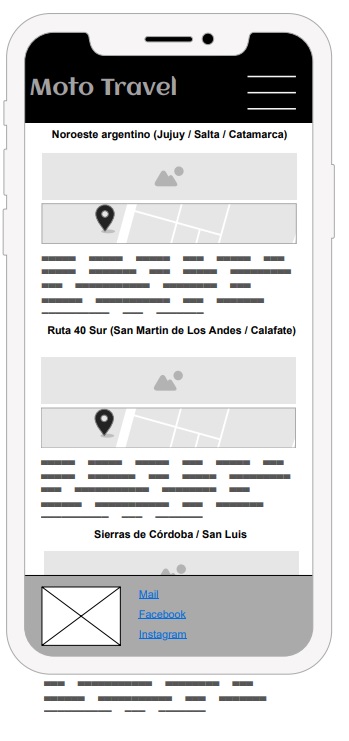 Moto Travel
Noroeste argentino (Jujuy / Salta / Catamarca)
Ruta 40 Sur (San Martin de Los Andes / Calafate)
Sierras de Córdoba / San Luis
Mail
Facebook
Instagram